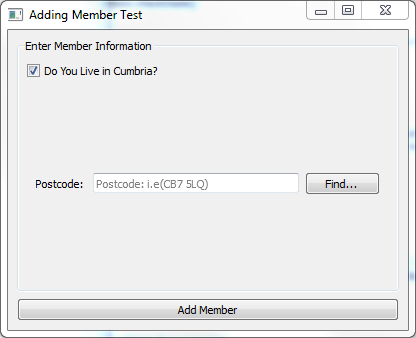 Adding Member Test
Enter Member Information
Do You Live in Cumbria?
Postcode: Postcode: i.e(CB7 5LQ) Find...
Add Member